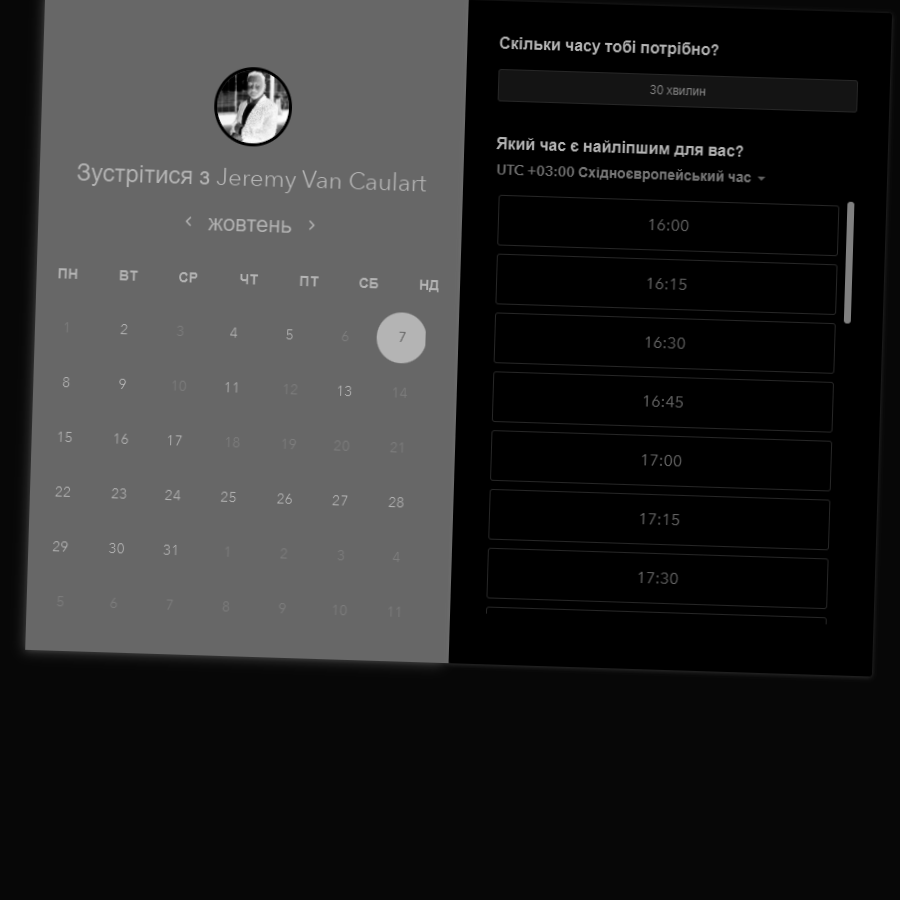 Зустрітися з Jeremy Van Caulart
жовтень
ПН ВТ СР ЧТ ПТ СБ НД
1 2 3 4 5 6 7
8 9 10 11 12 13 14
15 16 17 18 19 20 21
22 23 24 25 26 27 28
29 30 31 1 2 3 4
5 6 7 8 9 10 11
Скільки часу тобі потрібно?
30 хвилин
Який час є найліпшим для вас?
UTC +03:00 Східноєвропейський час
16:00
16:15
16:30
16:45
17:00
17:15
17:30